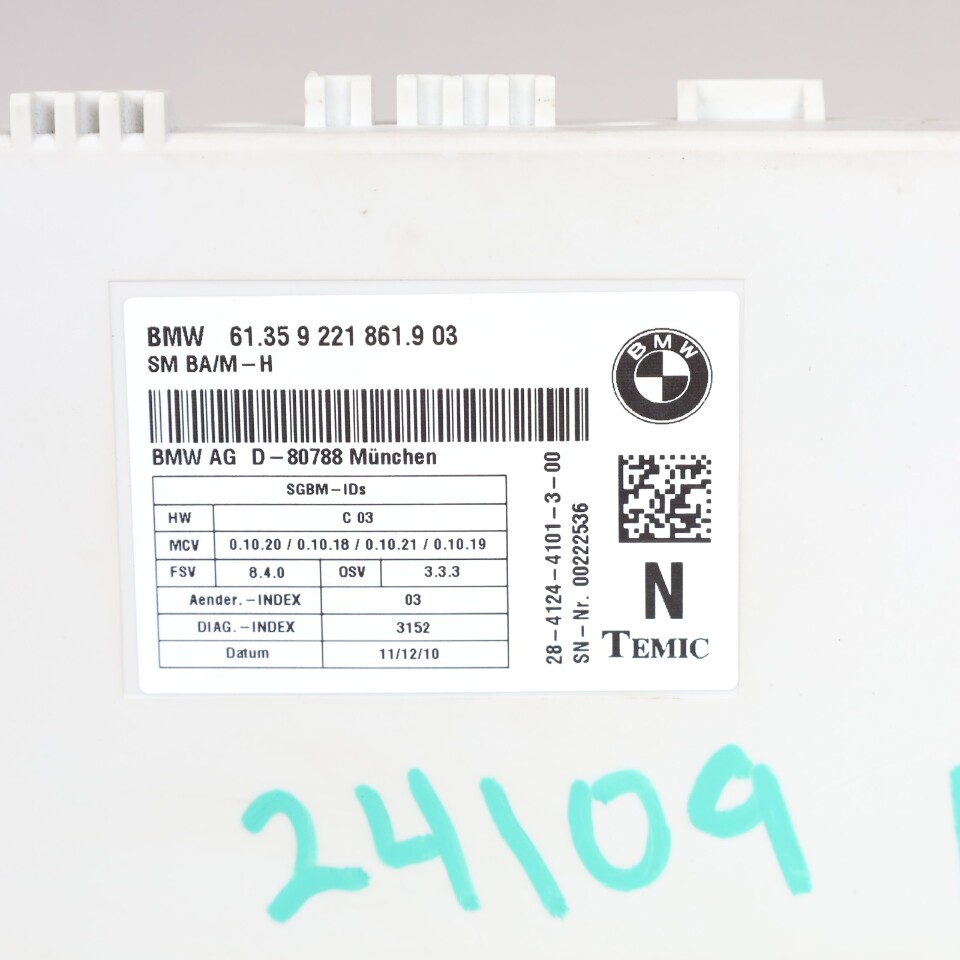 BMW 61.35 9 221 861.9 03
SM BA/M-H
BMW
BMW AG D-80788 München
SGBM-IDs
HW C 03
MCV 0.10.20 / 0.10.18 / 0.10.21 / 0.10.19
FSV 8.4.0 OSV 3.3.3
Aender.-INDEX 03
DIAG.-INDEX 3152
Datum 11/12/10
28-4124-4101-3-00
SN-Nr. 00222536
N
TEMIC
24109